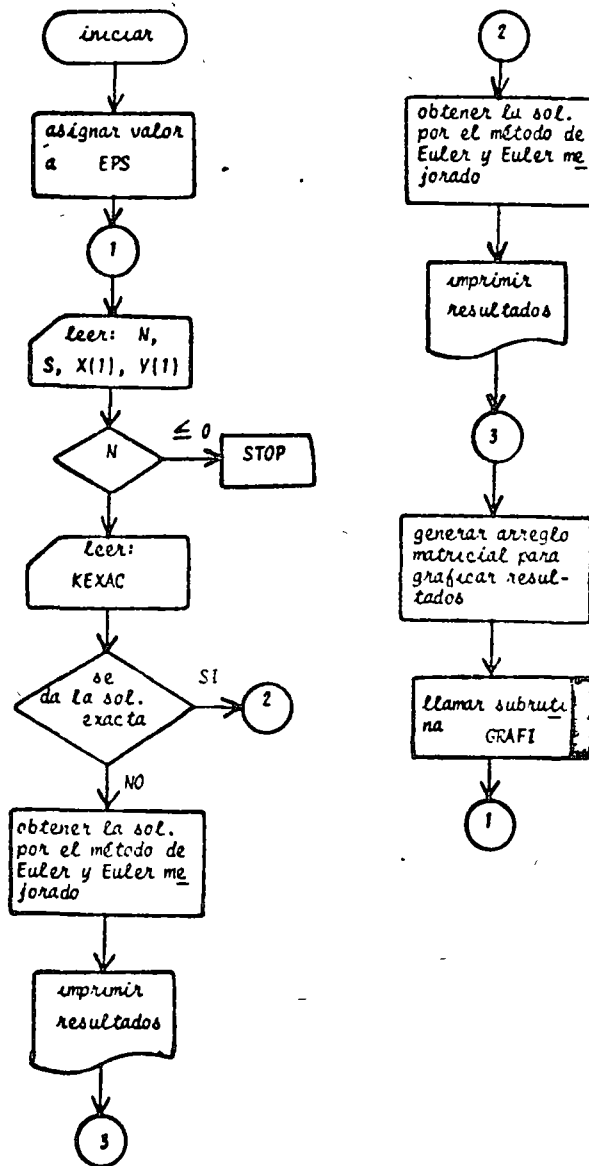 iniciar
asignar valor
a EPS
1
leer: N,
S, X(1), Y(1)
N
≤ 0
STOP
leer:
KEXAC
se
da la sol.
exacta
SI
2
NO
obtener la sol.
por el método de
Euler y Euler me
jorado
imprimir
resultados
3
2
obtener la sol.
por el método de
Euler y Euler me
jorado
imprimir
resultados
3
generar arreglo
matricial para
graficar resul-
tados
llamar subruti
na GRAFI
1